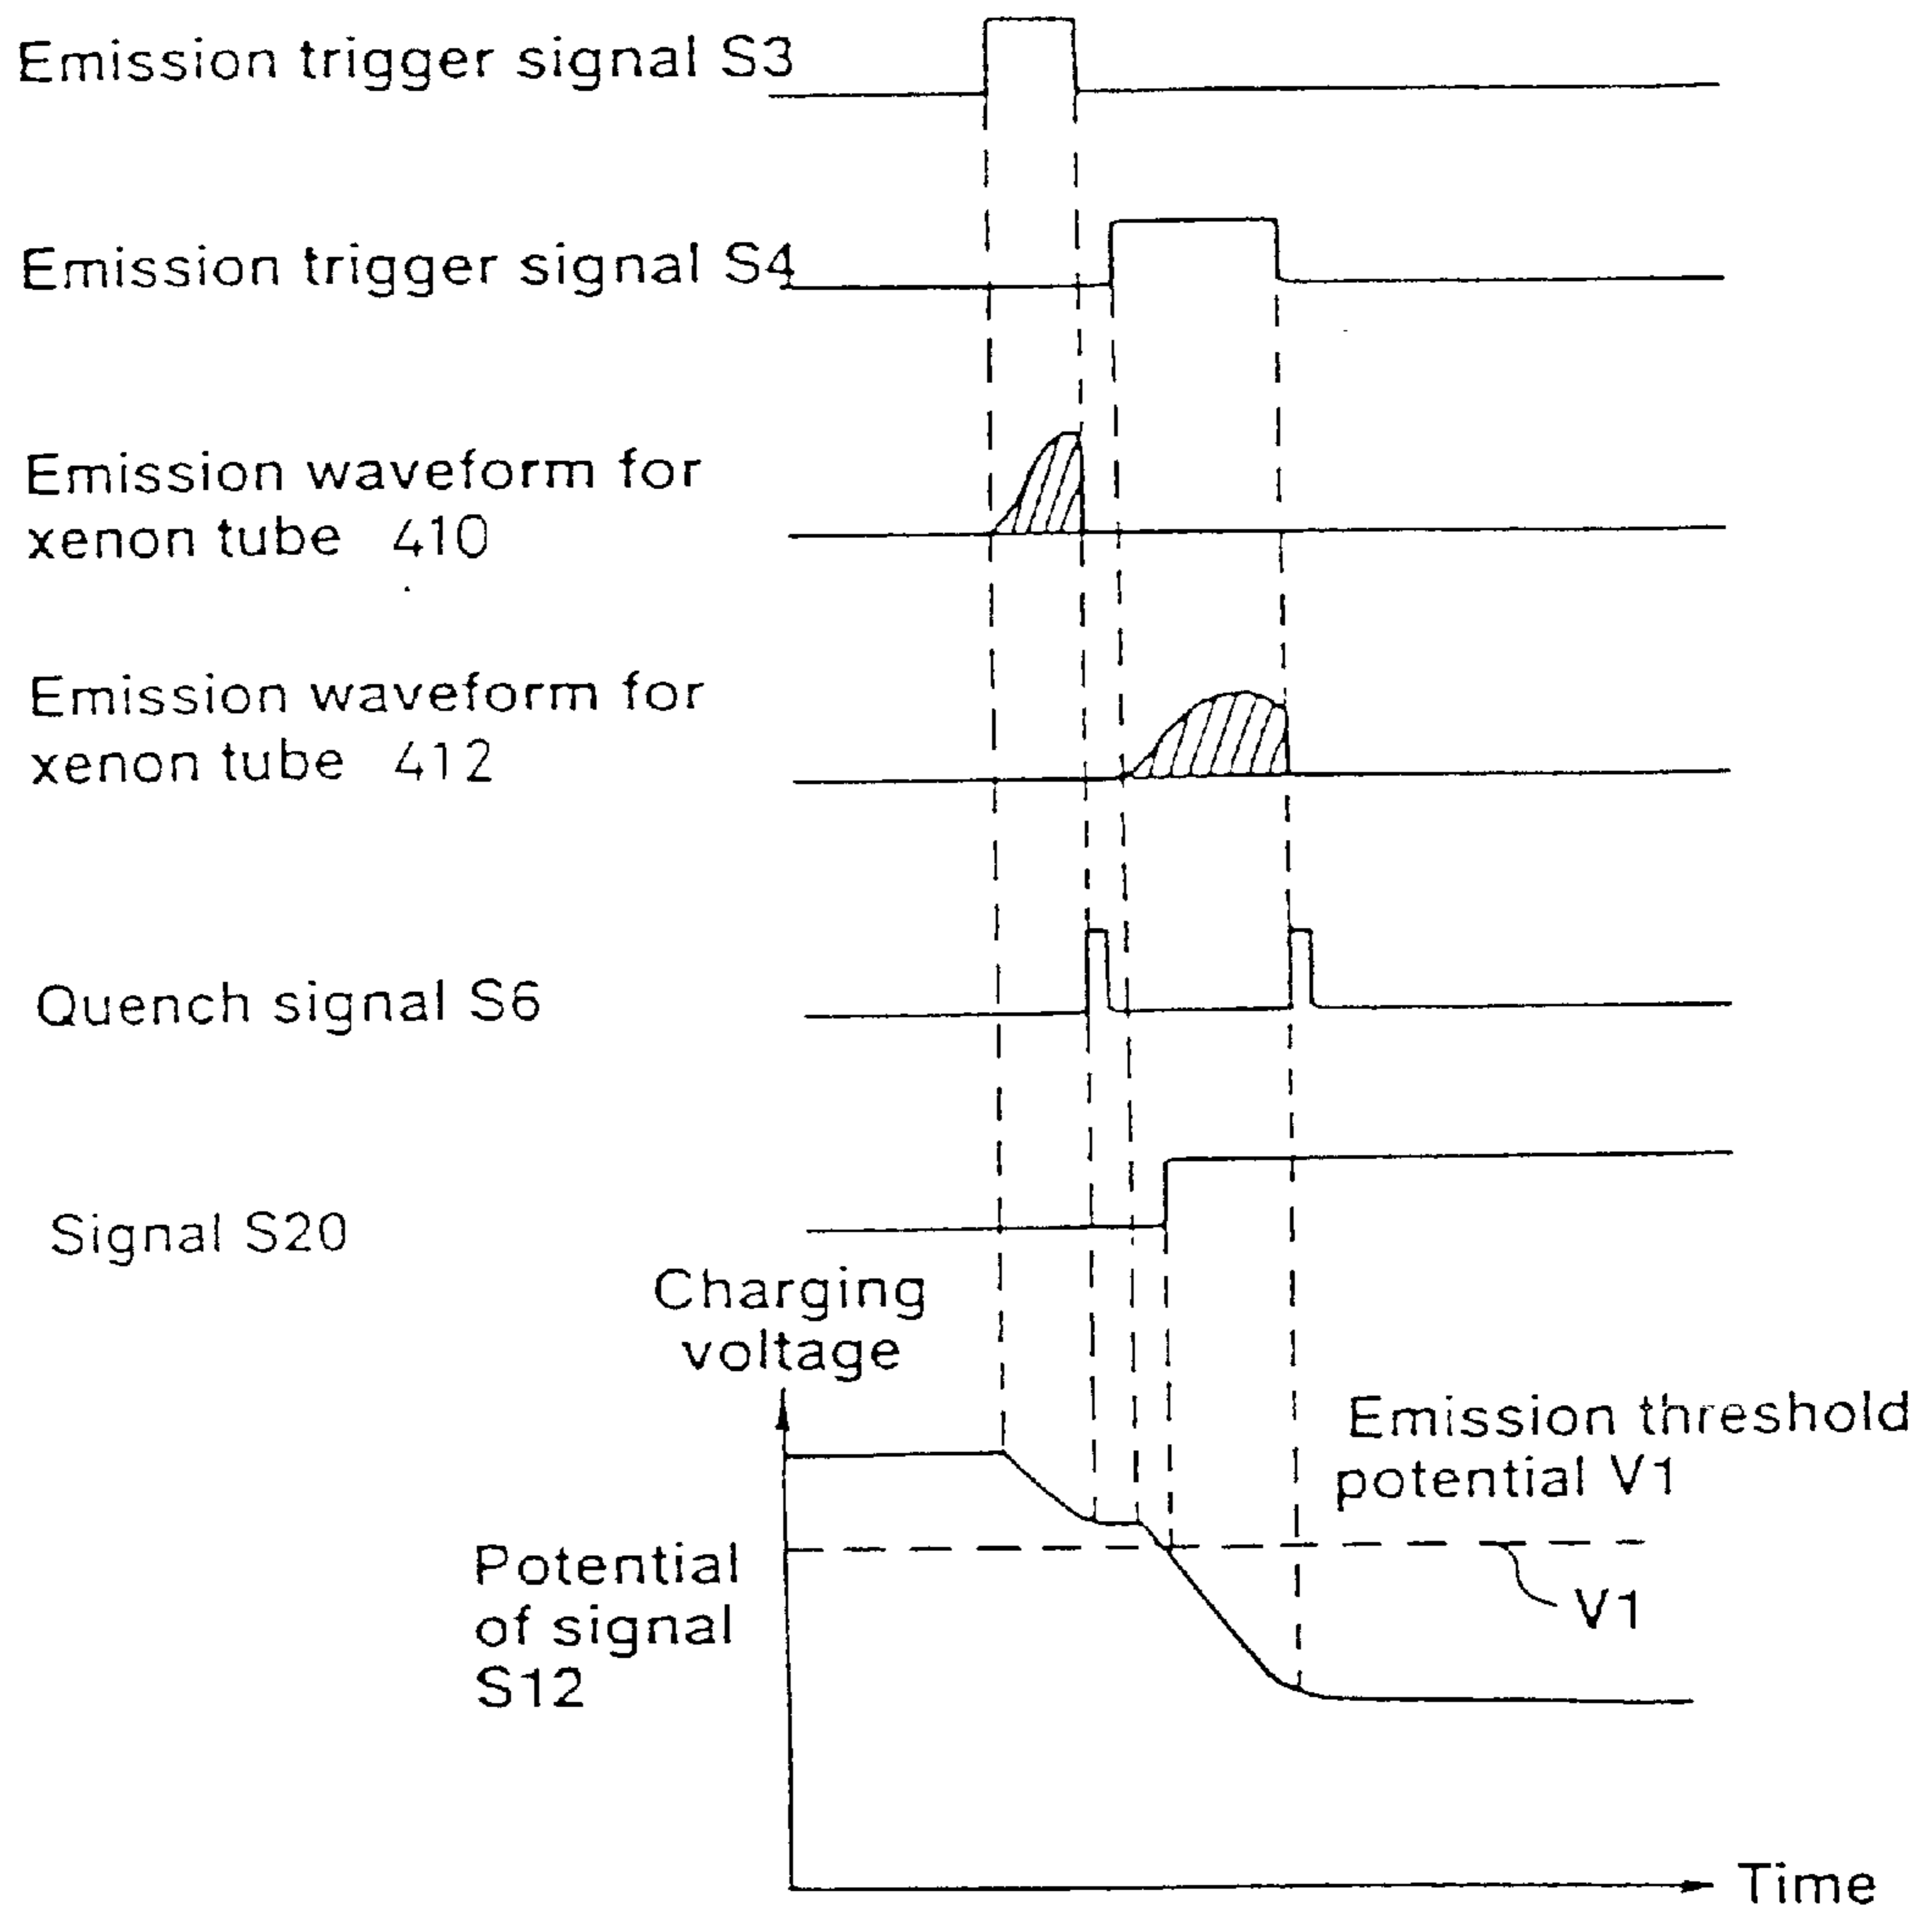 Emission trigger signal S3
Emission trigger signal S4
Emission waveform for
xenon tube 410
Emission waveform for
xenon tube 412
Quench signal S6
Signal S20
Charging
voltage
Emission threshold
potential V1
Potential
of signal
S12
V1
Time